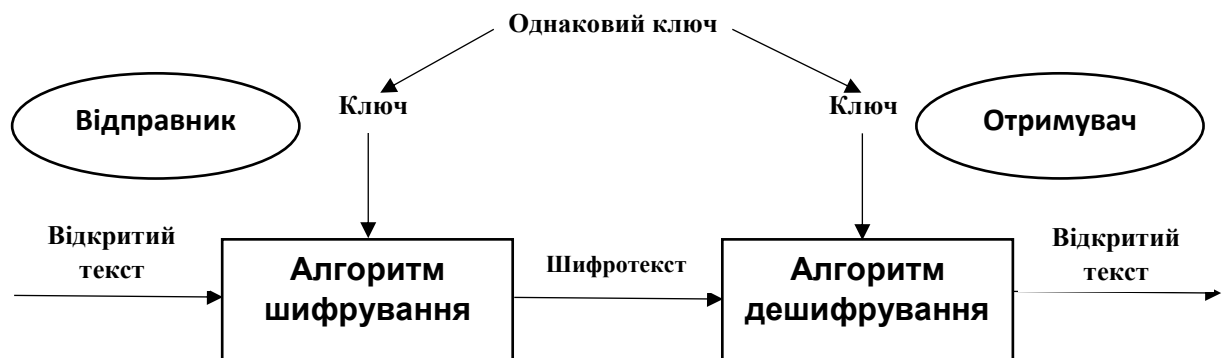 Однаковий ключ
Відправник
Ключ
Ключ
Отримувач
Відкритий
текст
Алгоритм
шифрування
Шифротекст
Алгоритм
дешифрування
Відкритий
текст